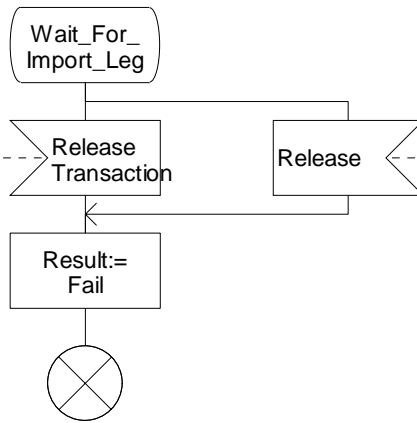 Wait_For_
Import_Leg
Release
Transaction
Release
Result:=
Fail